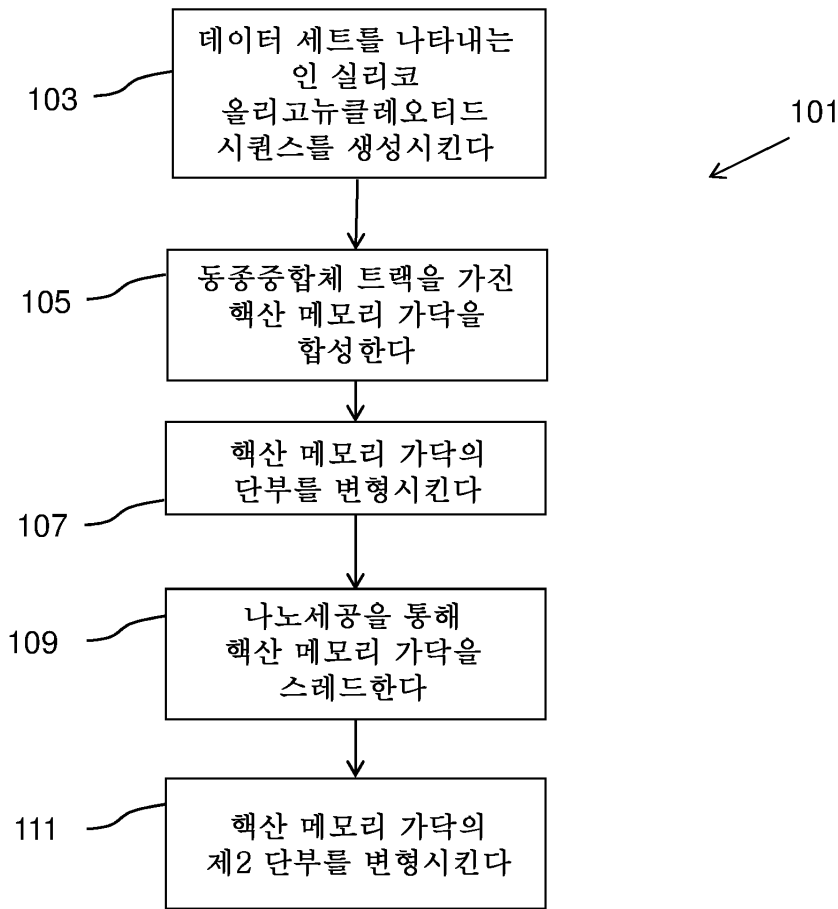 데이터 세트를 나타내는
인 실리코
올리고뉴클레오티드
시퀀스를 생성시킨다
103
101
동종중합체 트랙을 가진
핵산 메모리 가닥을
합성한다
105
핵산 메모리 가닥의
단부를 변형시킨다
107
나노세공을 통해
핵산 메모리 가닥을
스레드한다
109
핵산 메모리 가닥의
제2 단부를 변형시킨다
111